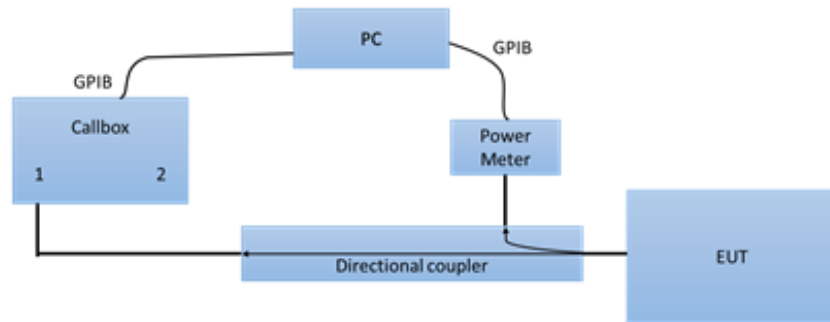 PC
GPIB
GPIB
Callbox
1 2
Power
Meter
Directional coupler
EUT